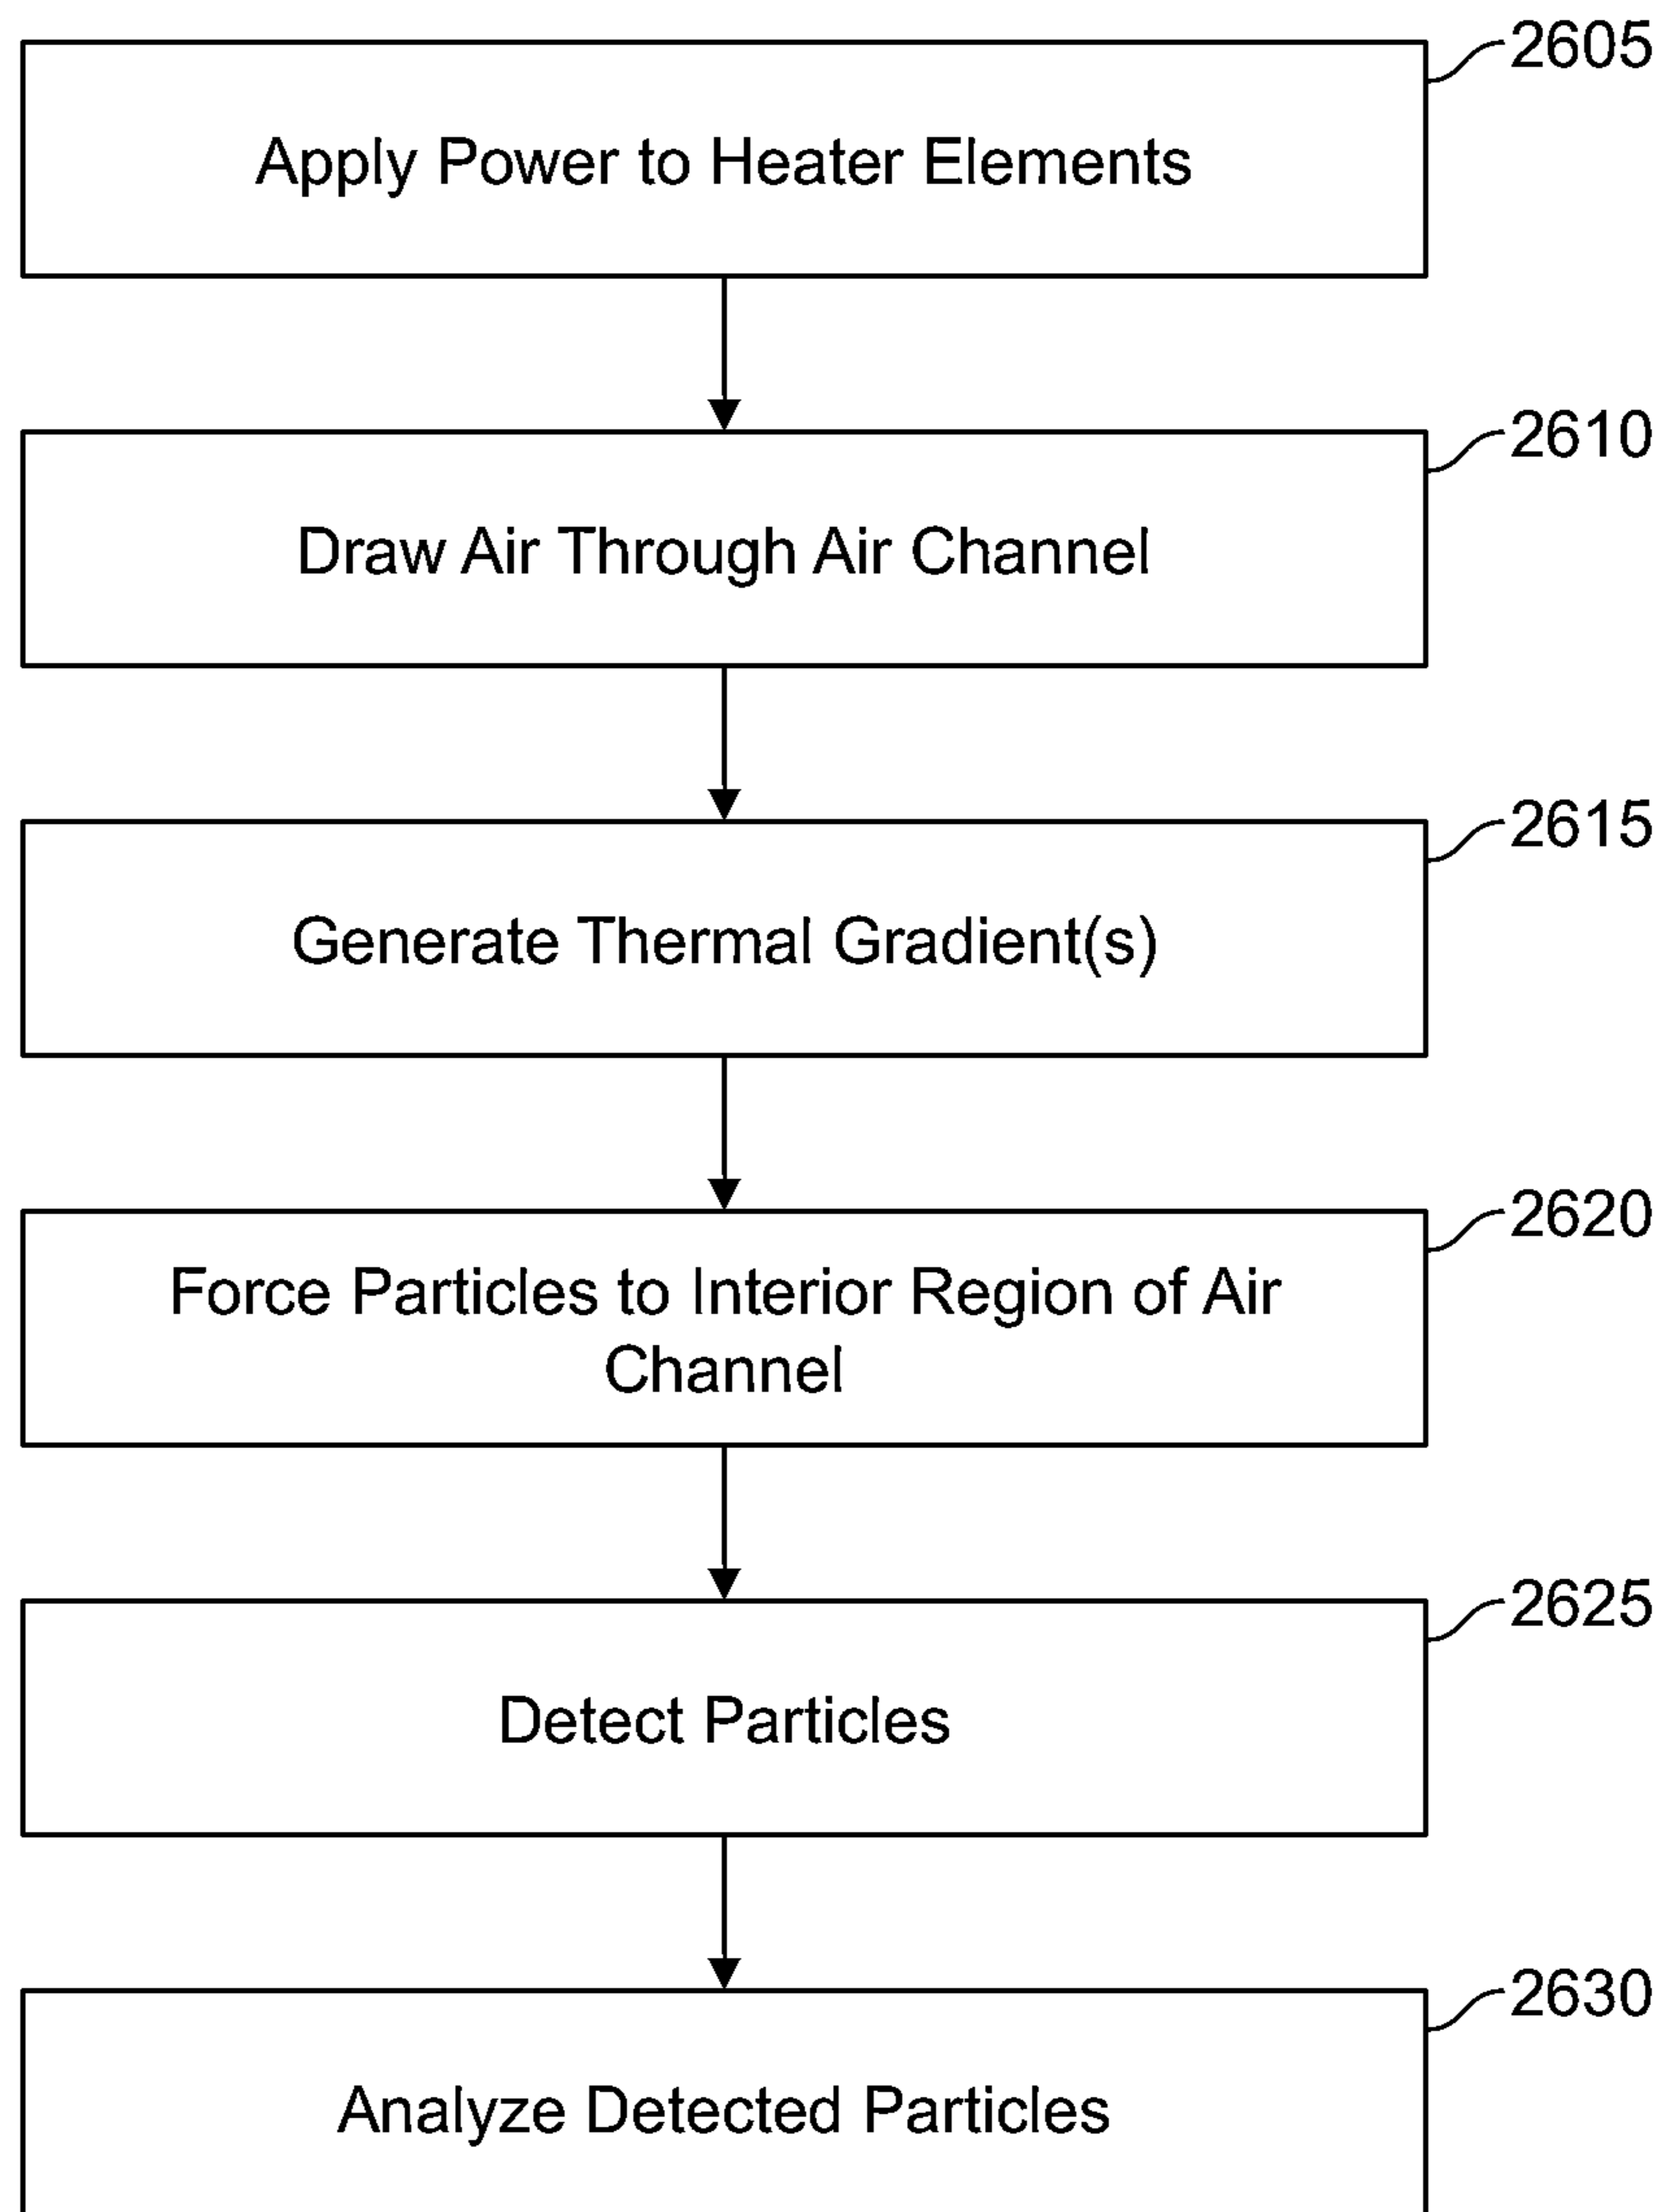 2605
Apply Power to Heater Elements
2610
Draw Air Through Air Channel
2615
Generate Thermal Gradient(s)
2620
Force Particles to Interior Region of Air
Channel
2625
Detect Particles
2630
Analyze Detected Particles